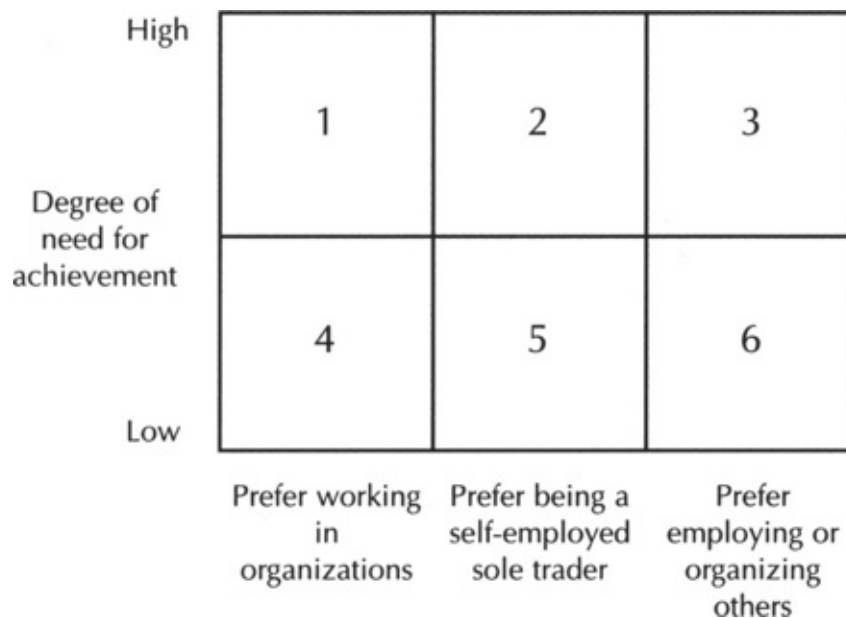 High
1 2 3
Degree of
need for
achievement
4 5 6
Low
Prefer working
in
organizations
Prefer being a
self-employed
sole trader
Prefer
employing or
organizing
others